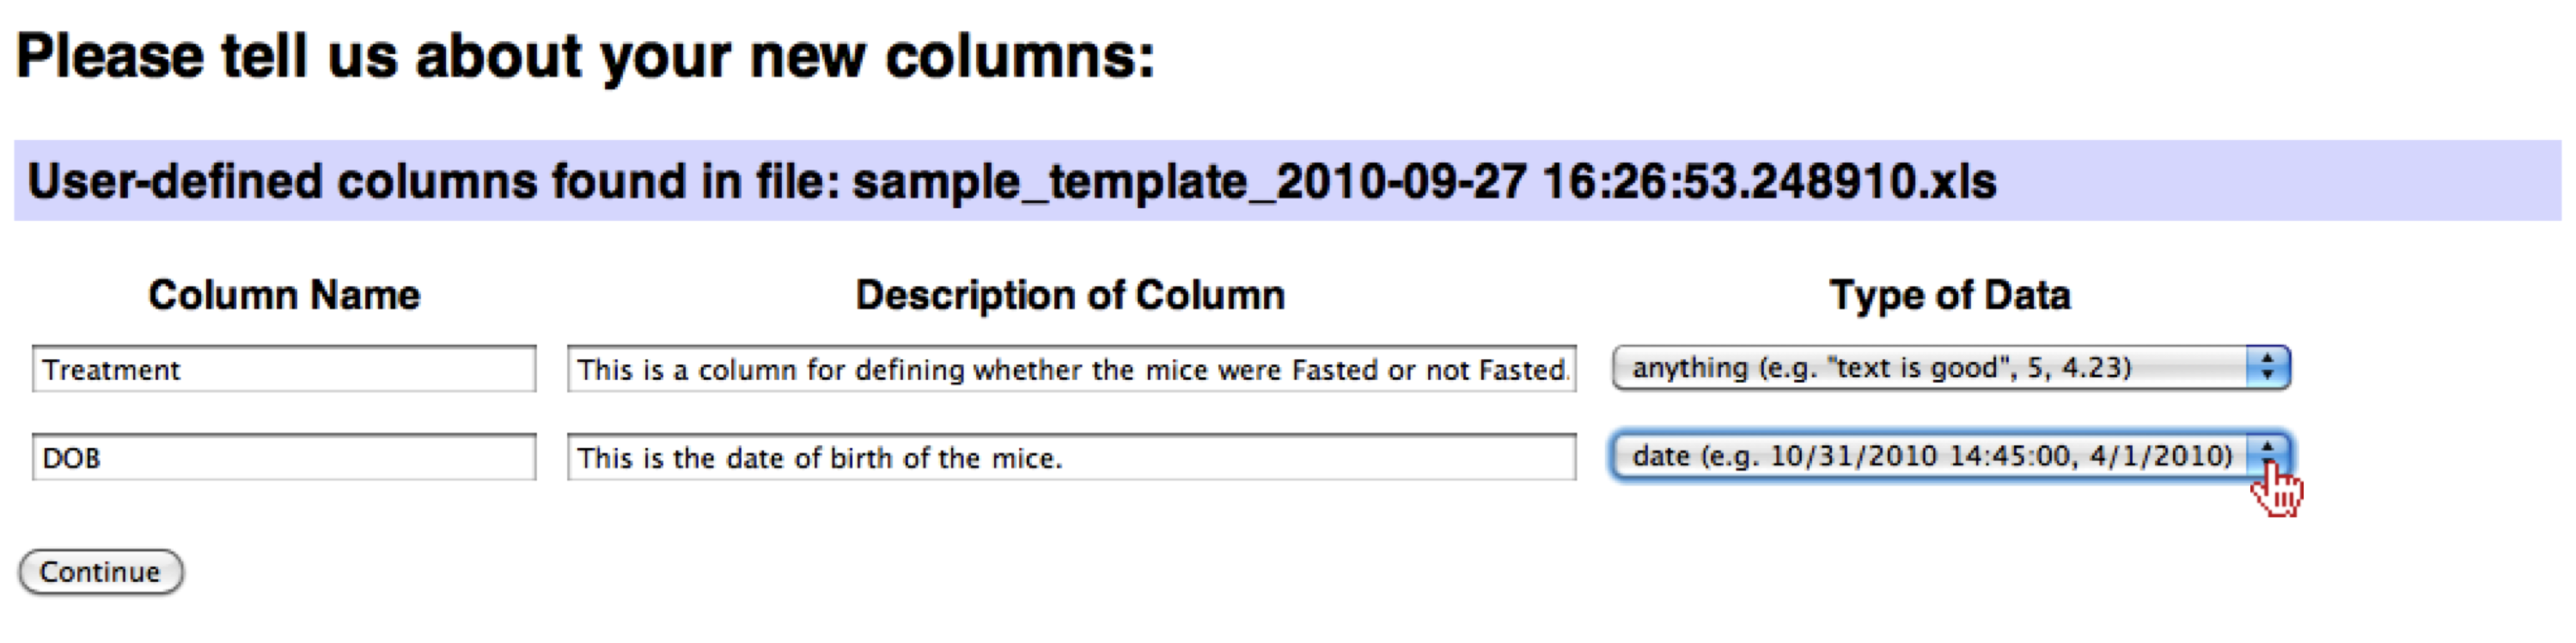 Please tell us about your new columns:
User-defined columns found in file: sample_template_2010-09-27 16:26:53.248910.xls
Column Name Description of Column Type of Data
Treatment This is a column for defining whether the mice were Fasted or not Fasted. anything (e.g. "text is good", 5, 4.23)
DOB This is the date of birth of the mice. date (e.g. 10/31/2010 14:45:00, 4/1/2010)
Continue